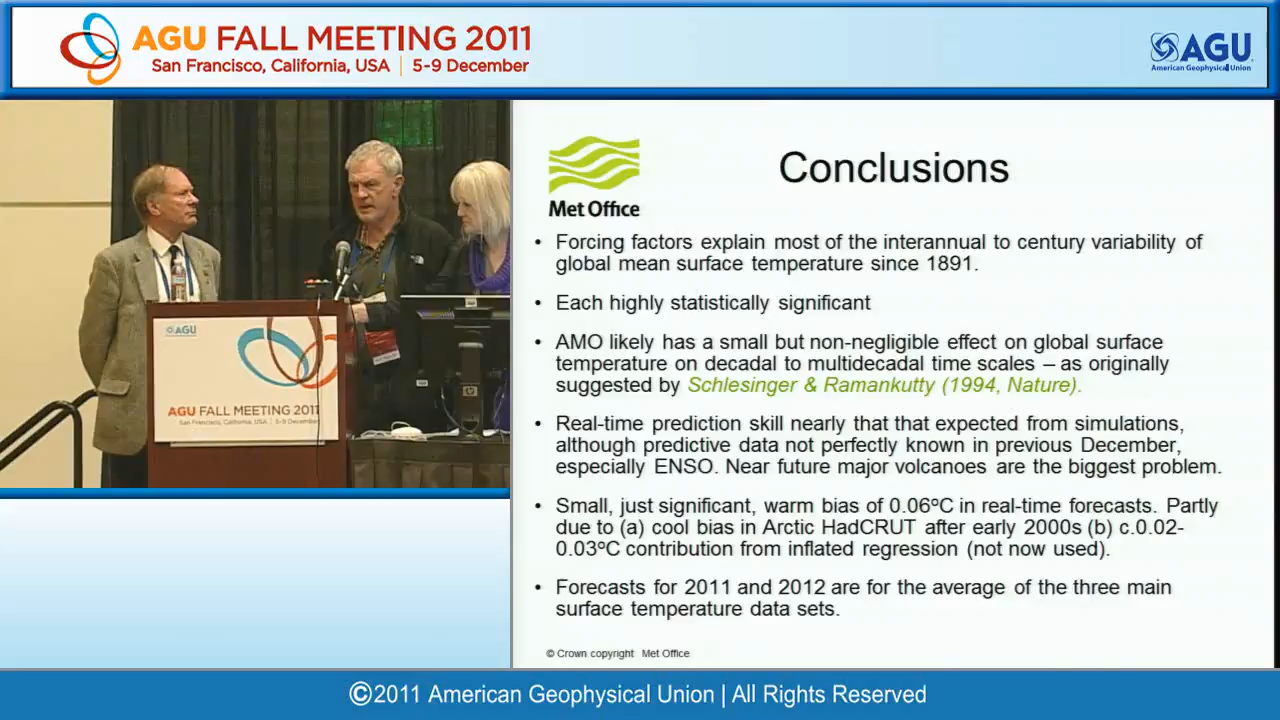 AGU FALL MEETING 2011
San Francisco, California, USA | 5-9 December
AGU
American Geophysical Union
Met Office
Conclusions
• Forcing factors explain most of the interannual to century variability of
global mean surface temperature since 1891.
• Each highly statistically significant
• AMO likely has a small but non-negligible effect on global surface
temperature on decadal to multidecadal time scales – as originally
suggested by Schlesinger & Ramankutty (1994, Nature).
• Real-time prediction skill nearly that that expected from simulations,
although predictive data not perfectly known in previous December,
especially ENSO. Near future major volcanoes are the biggest problem.
• Small, just significant, warm bias of 0.06ºC in real-time forecasts. Partly
due to (a) cool bias in Arctic HadCRUT after early 2000s (b) c.0.02-
0.03ºC contribution from inflated regression (not now used).
• Forecasts for 2011 and 2012 are for the average of the three main
surface temperature data sets.
© Crown copyright Met Office
AGU
AGU FALL MEETING 2011
San Francisco, California, USA | 5-9 December
©2011 American Geophysical Union | All Rights Reserved